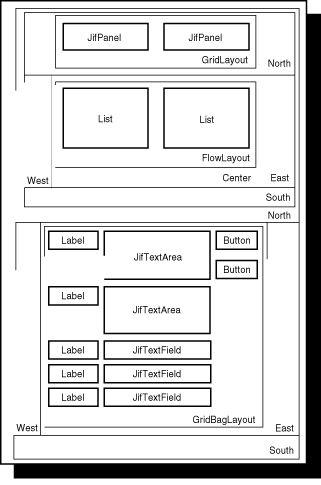 JifPanel JifPanel
GridLayout
North
List List
FlowLayout
West Center East
South
North
Label JifTextArea Button
Button
Label JifTextArea
Label JifTextField
Label JifTextField
Label JifTextField
GridBagLayout
West East
South